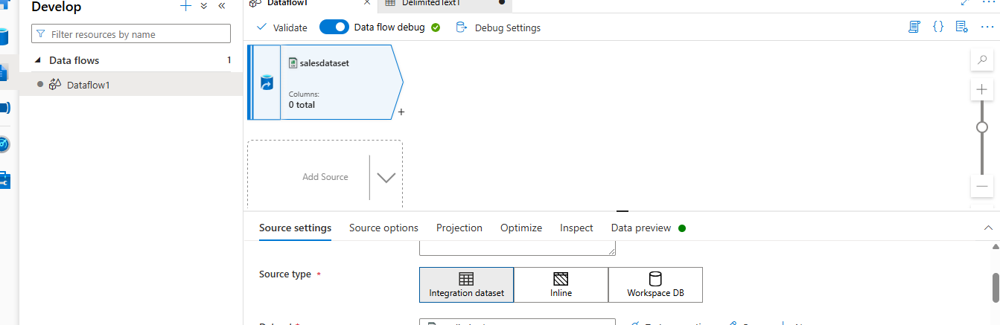 Develop
Dataflow1
DelimitedText1
Filter resources by name
Validate
Data flow debug
Debug Settings
Data flows
1
Dataflow1
salesdataset
Columns:
0 total
Add Source
Source settings
Source options
Projection
Optimize
Inspect
Data preview
Source type *
Integration dataset
Inline
Workspace DB